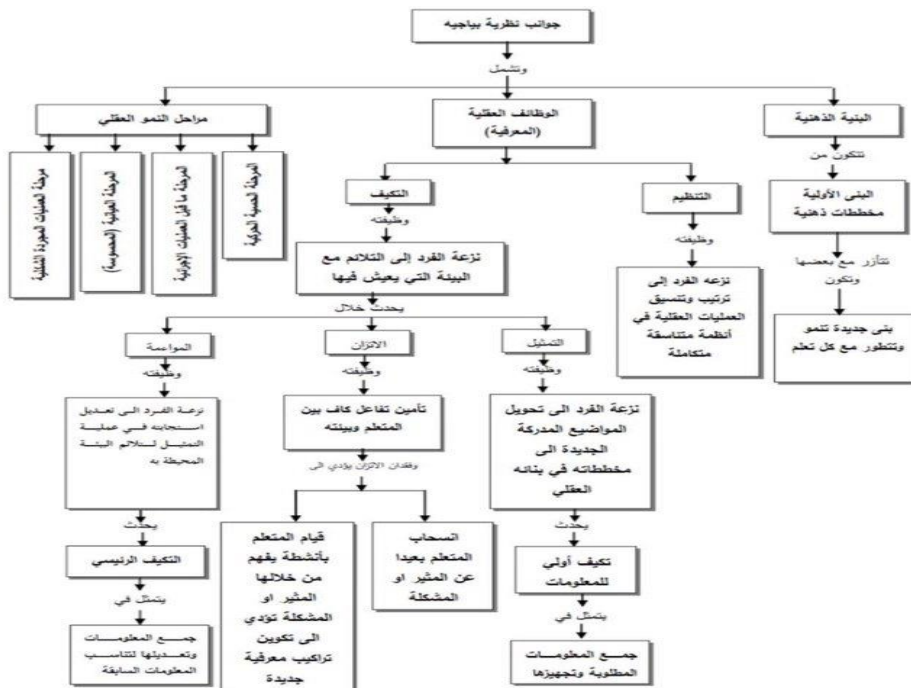 جوانب نظرية بياجيه
وتشمل
البنية الذهنية
تتكون من
البنى الأولية
مخططات ذهنية
تتأزر مع بعضها
وتكون
بنى جديدة تنمو
وتتطور مع كل تعلم
الوظائف العقلية
(المعرفية)
التنظيم
وظيفته
نزعه الفرد إلى
ترتيب وتنسيق
العمليات العقلية في
أنظمة متناسقة
متكاملة
التكيف
وظيفته
نزعة الفرد إلى التلائم مع
البيئة التي يعيش فيها
يحدث خلال
التمثيل
وظيفته
نزعة الفرد الى تحويل
المواضيع المدركة
الجديدة الى
مخططاته في بنائه
العقلي
يحدث
تكيف أولي
للمعلومات
يتمثل في
جمع المعلومات
المطلوبة وتجهيزها
الاتزان
وظيفته
تأمين تفاعل كاف بين
المتعلم وبيئته
وفقدان الاتزان يؤدي الى
انسحاب
المتعلم بعيدا
عن المثير او
المشكلة
قيام المتعلم
بأنشطة يفهم
من خلالها
المثير او
المشكلة تؤدي
الى تكوين
تراكيب معرفية
جديدة
المواءمة
وظيفته
نزعة الفرد الى تعديل
استجابته في عملية
التمثيل لتلائم البيئة
المحيطة به
يحدث
التكيف الرئيسي
يتمثل في
جمع المعلومات
وتعديلها لتتناسب
المعلومات السابقة
مراحل النمو العقلي
المرحلة الحسية الحركية
المرحلة ما قبل العمليات الإجرائية
المرحلة العيانية (المحسوسة)
مرحلة العمليات المجردة الشكلية